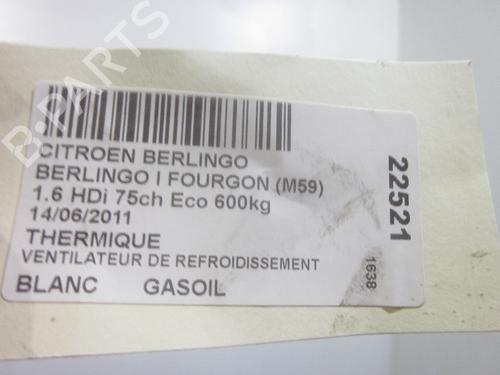 B-PARTS
CITROEN BERLINGO
BERLINGO I FOURGON (M59)
1.6 HDi 75ch Eco 600kg
14/06/2011
THERMIQUE
VENTILATEUR DE REFROIDISSEMENT
BLANC GASOIL
22521
1638